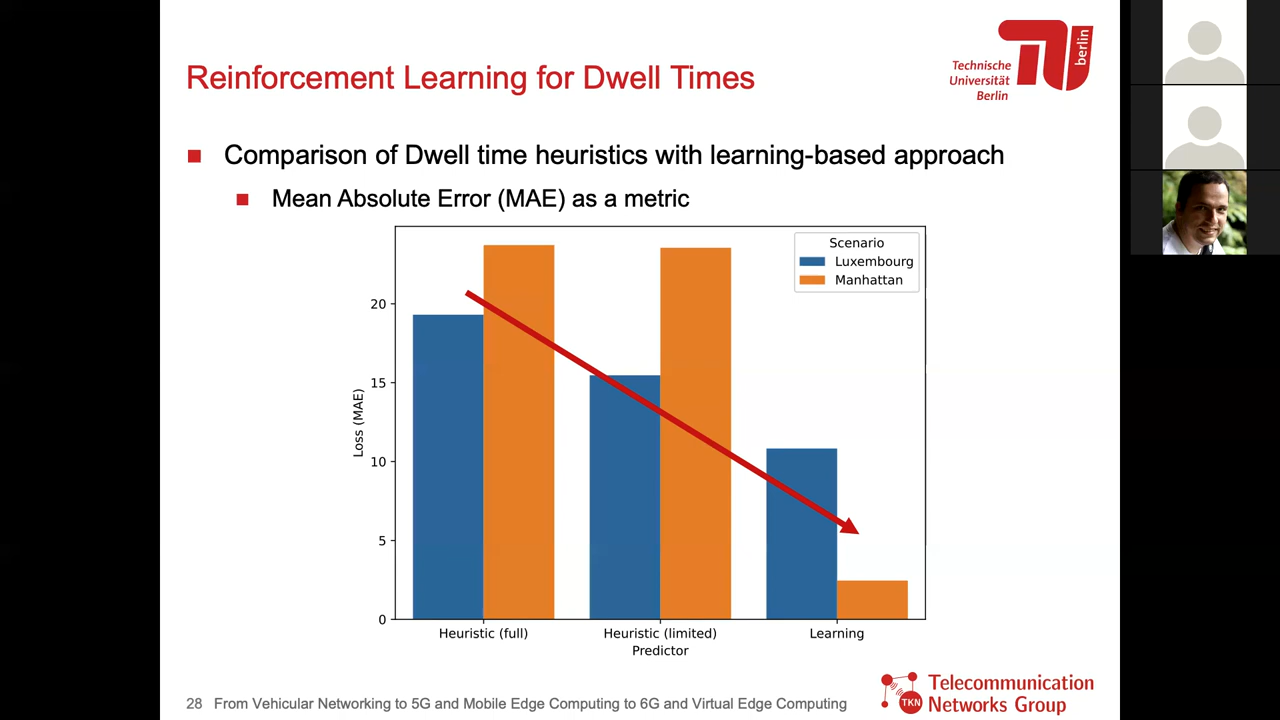 Reinforcement Learning for Dwell Times
Technische
Universität
Berlin
berlin
Comparison of Dwell time heuristics with learning-based approach
Mean Absolute Error (MAE) as a metric
Scenario
Luxembourg
Manhattan
Loss (MAE)
20
15
10
5
0
Heuristic (full)
Heuristic (limited)
Learning
Predictor
28 From Vehicular Networking to 5G and Mobile Edge Computing to 6G and Virtual Edge Computing
TKN
Telecommunication
Networks Group